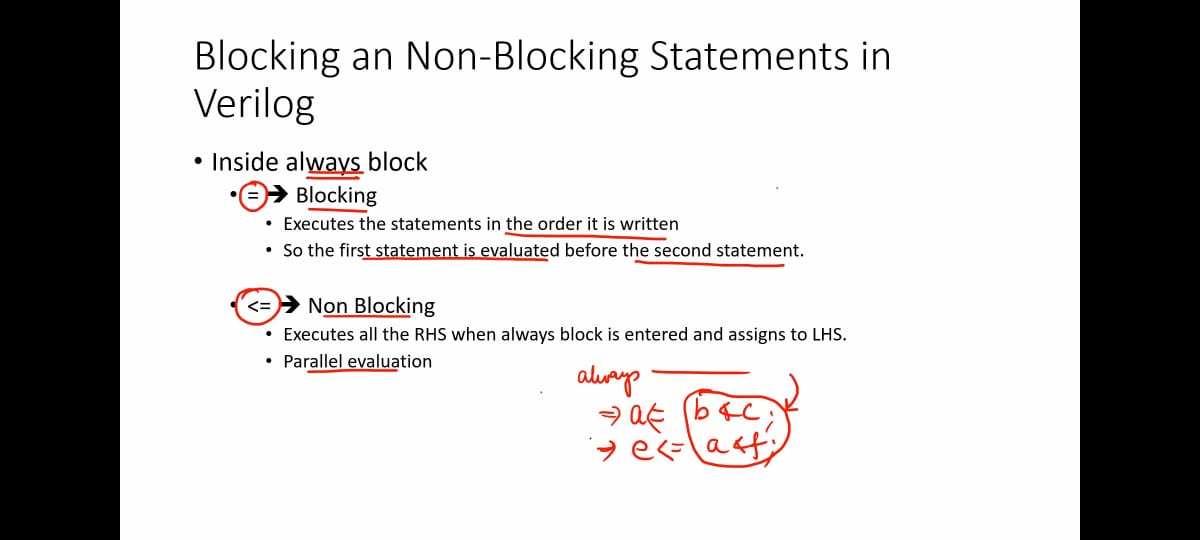 Blocking an Non-Blocking Statements in
Verilog
• Inside always block
• = ➔ Blocking
• Executes the statements in the order it is written
• So the first statement is evaluated before the second statement.
• <= ➔ Non Blocking
• Executes all the RHS when always block is entered and assigns to LHS.
• Parallel evaluation
always
⇒ a <= b & c;
→ e <= a & f;